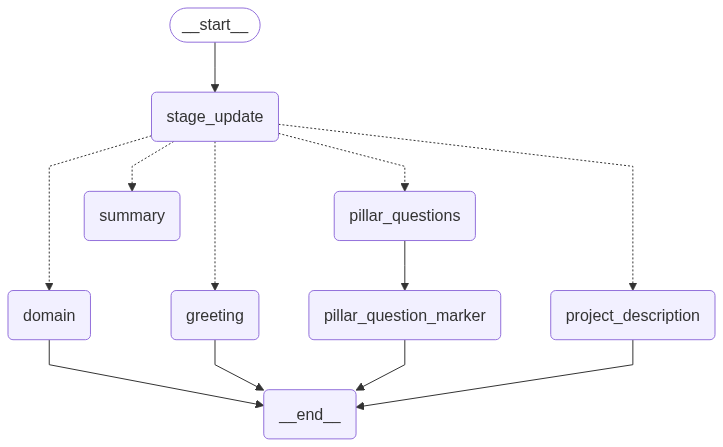 __start__
stage_update
summary
pillar_questions
domain
greeting
pillar_question_marker
project_description
__end__